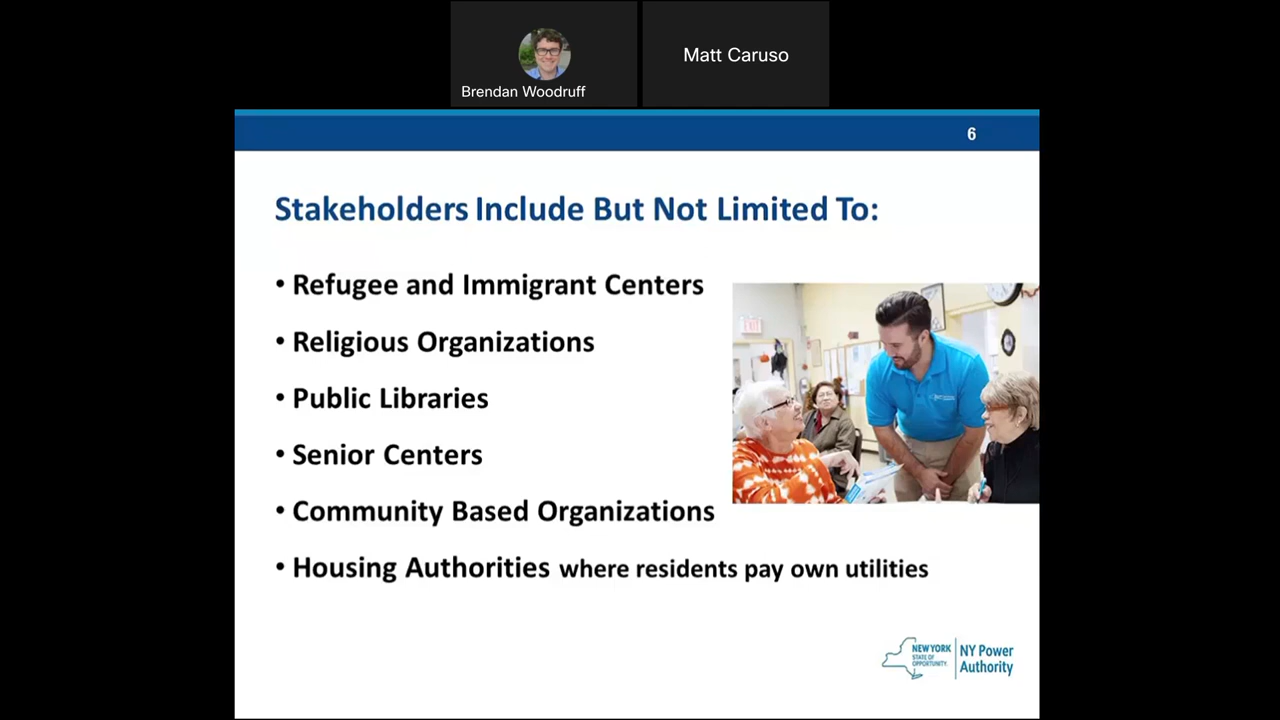 Brendan Woodruff
Matt Caruso
6
Stakeholders Include But Not Limited To:
• Refugee and Immigrant Centers
• Religious Organizations
• Public Libraries
• Senior Centers
• Community Based Organizations
• Housing Authorities where residents pay own utilities
EXIT
NEW YORK
STATE OF
OPPORTUNITY.
NY Power
Authority